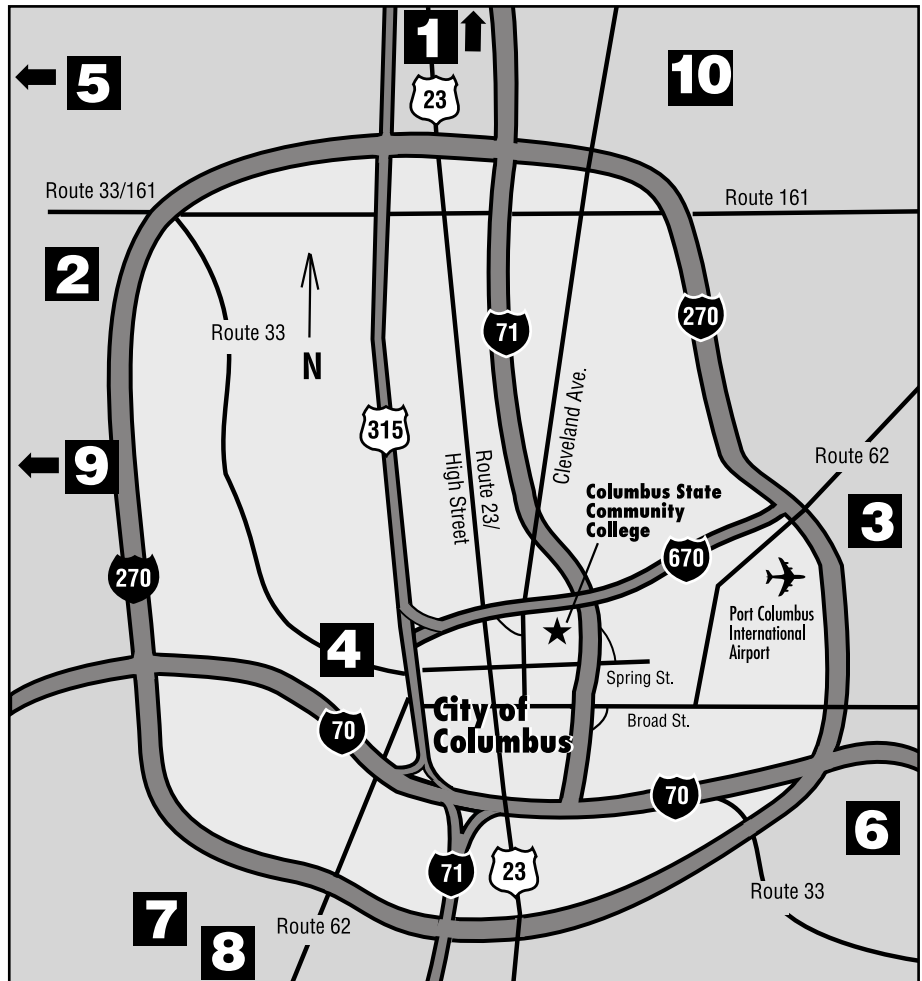 1
23
5
10
Route 33/161
Route 161
2
270
Route 33
71
N
315
Cleveland Ave.
Route 23/
High Street
9
Route 62
Columbus State
Community
College
3
670
270
Port Columbus
International
Airport
4
Spring St.
City of
Columbus
Broad St.
70
70
6
71
23
Route 33
7
Route 62
8